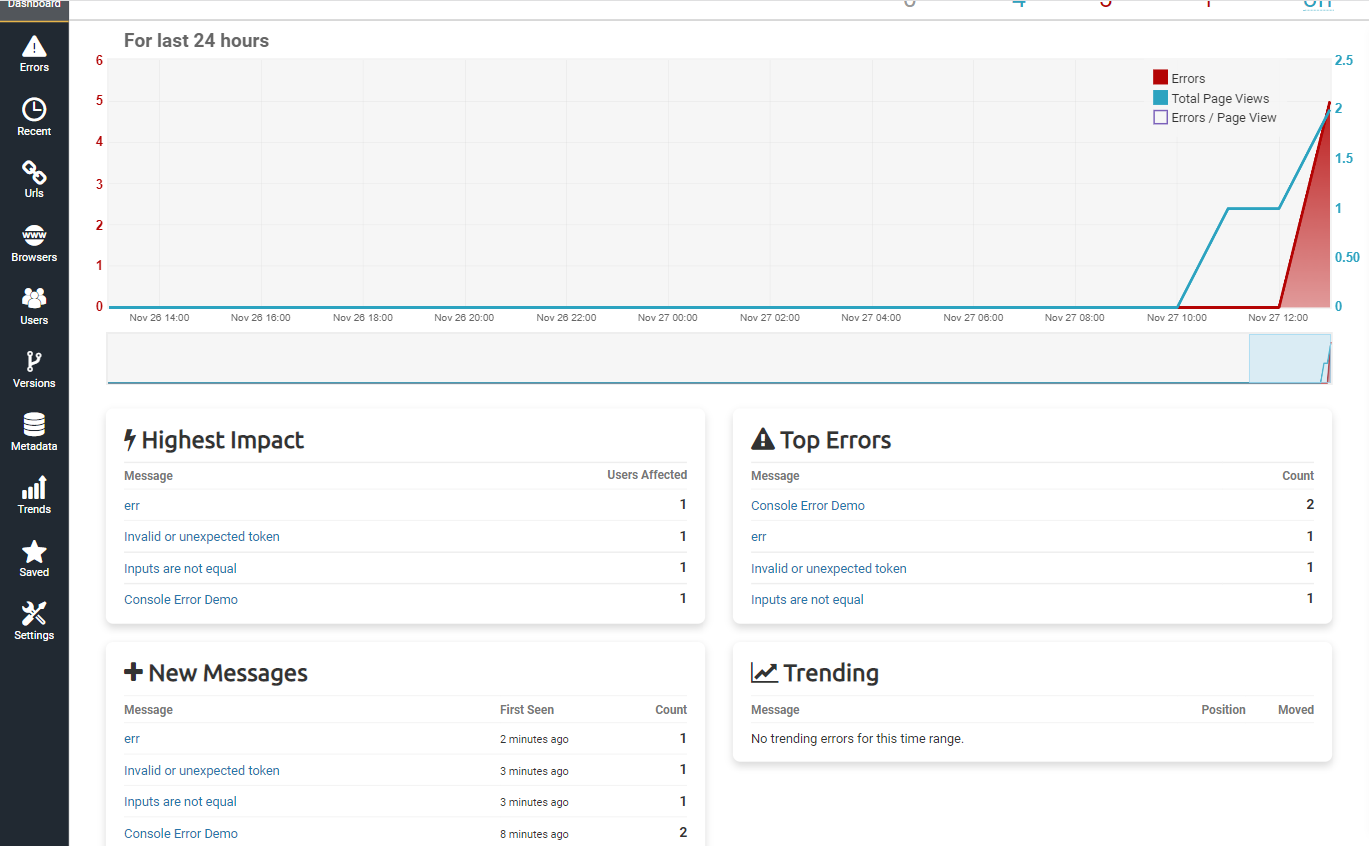 Dashboard
Errors
Recent
Urls
www
Browsers
Users
Versions
Metadata
Trends
Saved
Settings
For last 24 hours
6
5
4
3
2
1
0
2.5
2
1.5
1
0.50
0
Errors
Total Page Views
Errors / Page View
Nov 26 14:00 Nov 26 16:00 Nov 26 18:00 Nov 26 20:00 Nov 26 22:00 Nov 27 00:00 Nov 27 02:00 Nov 27 04:00 Nov 27 06:00 Nov 27 08:00 Nov 27 10:00 Nov 27 12:00
Highest Impact
Message Users Affected
err 1
Invalid or unexpected token 1
Inputs are not equal 1
Console Error Demo 1
Top Errors
Message Count
Console Error Demo 2
err 1
Invalid or unexpected token 1
Inputs are not equal 1
New Messages
Message First Seen Count
err 2 minutes ago 1
Invalid or unexpected token 3 minutes ago 1
Inputs are not equal 3 minutes ago 1
Console Error Demo 8 minutes ago 2
Trending
Message Position Moved
No trending errors for this time range.